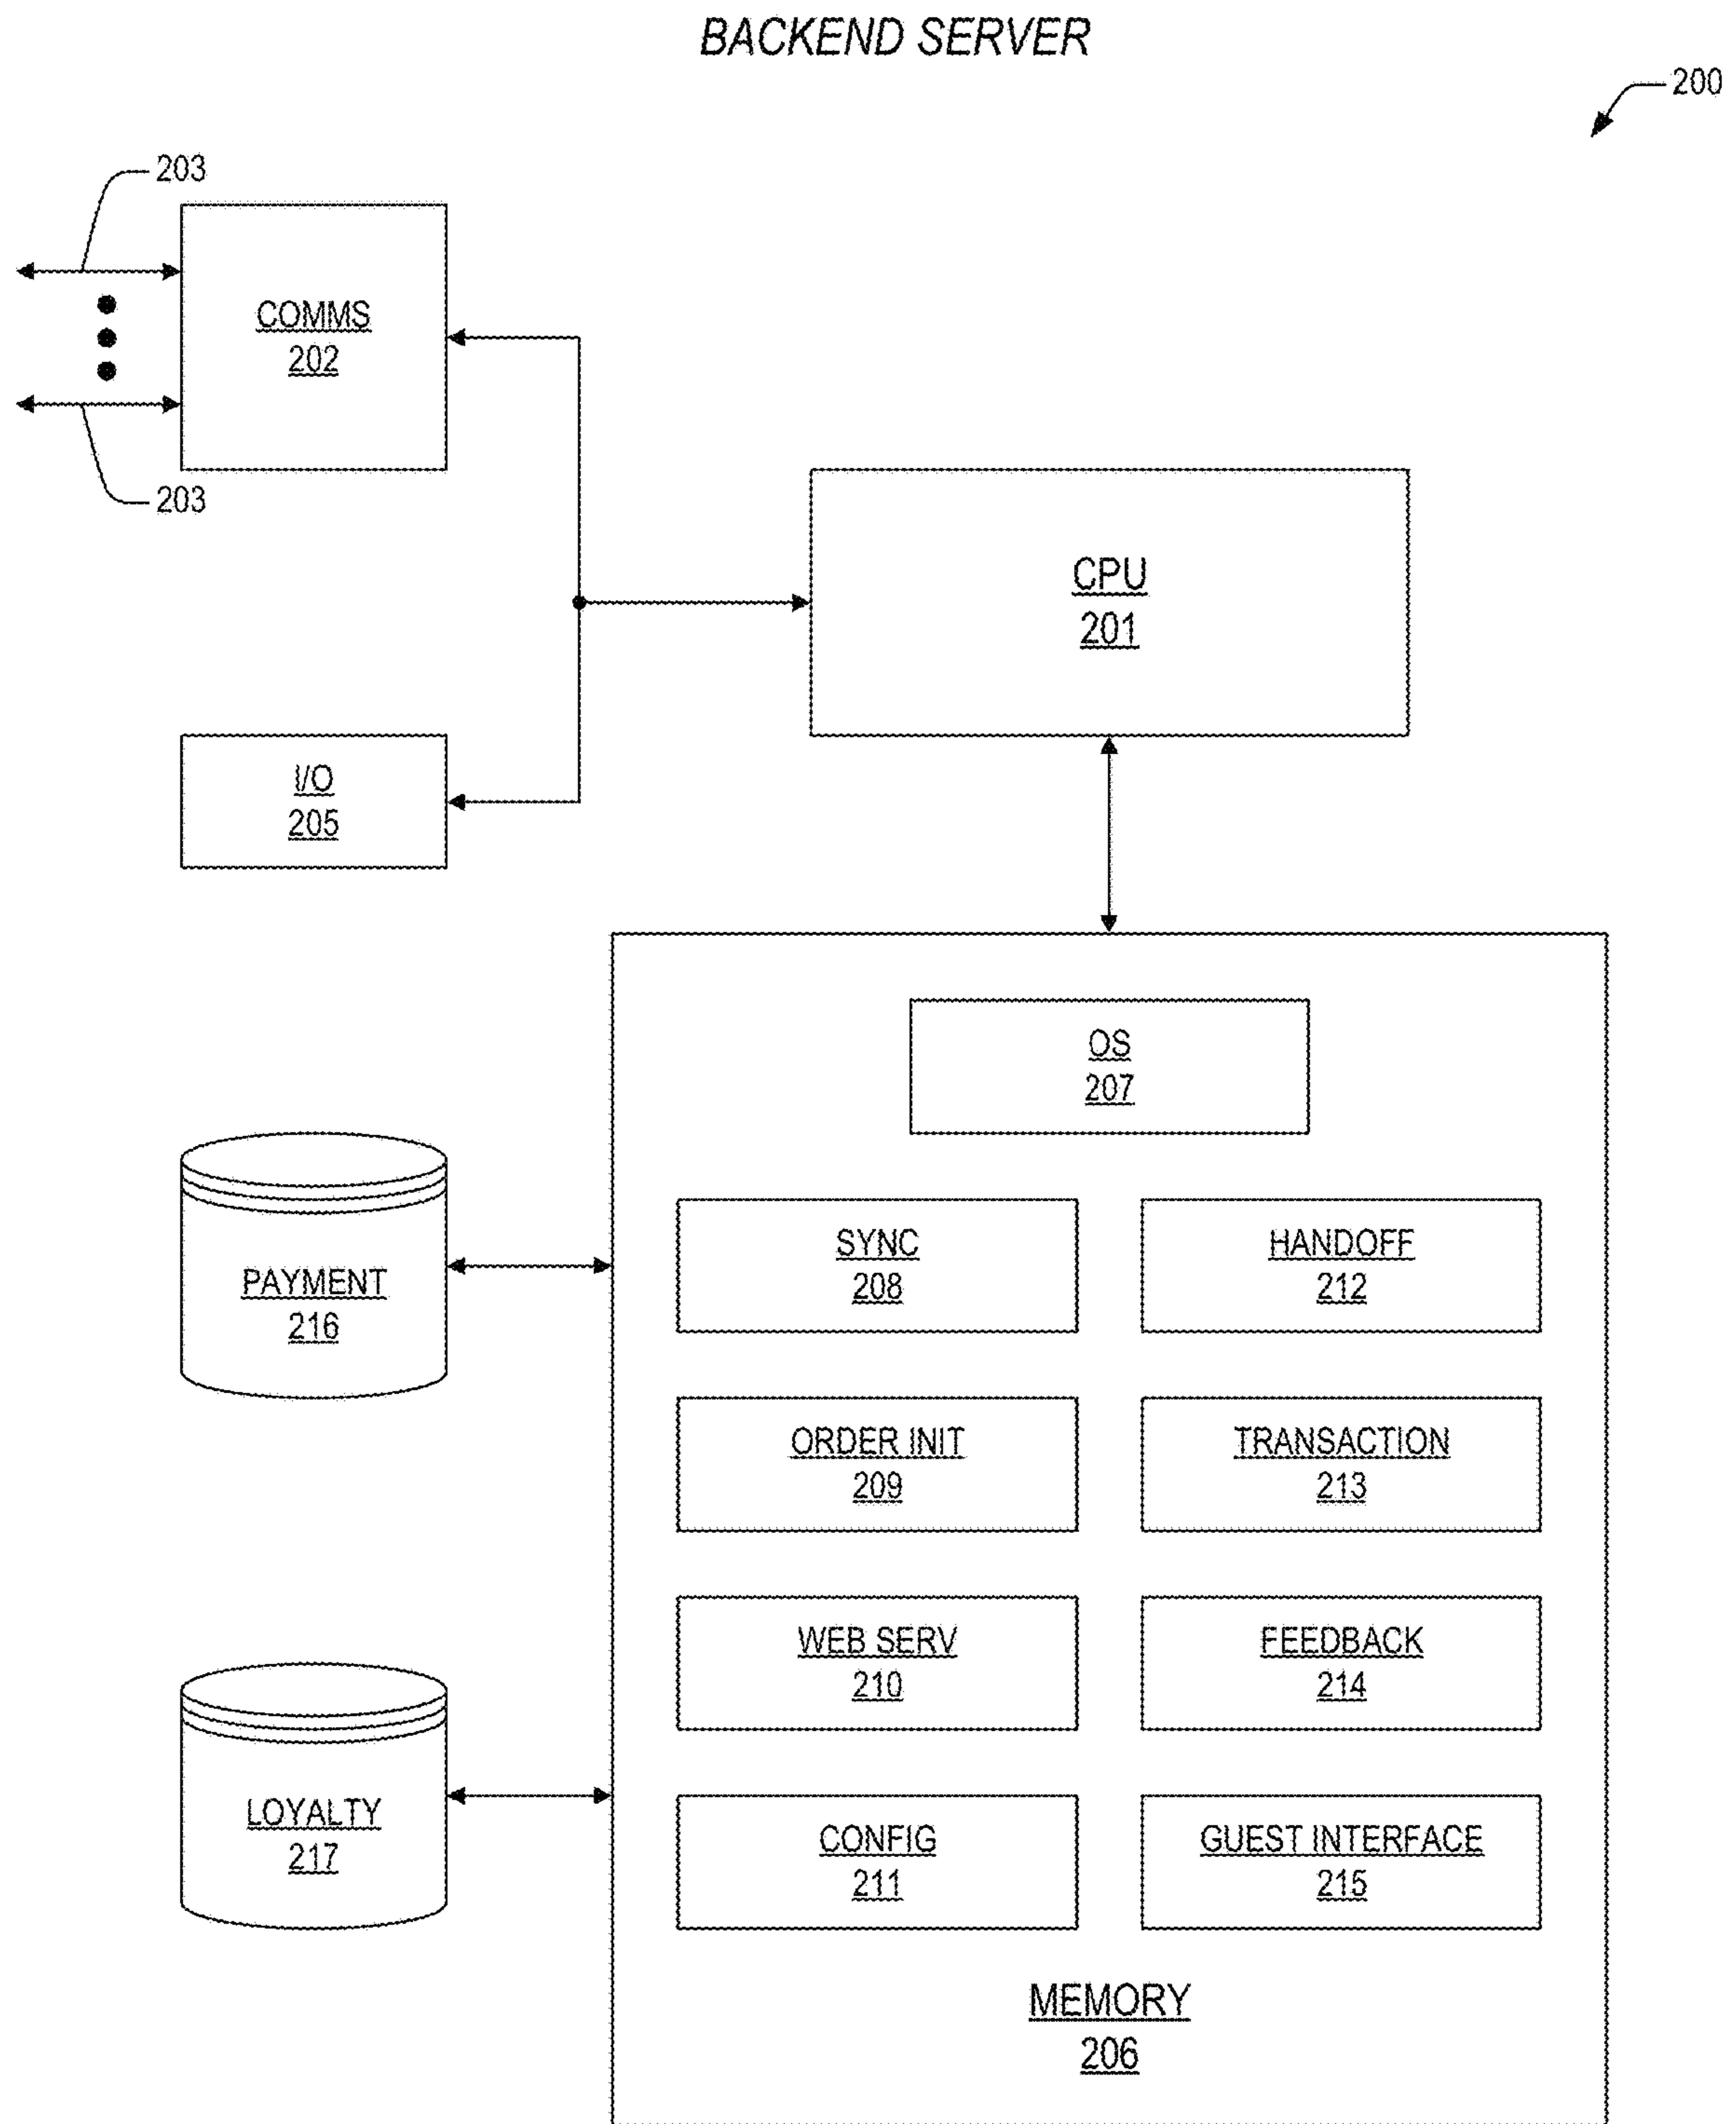 BACKEND SERVER
200
203
COMMS
202
203
CPU
201
I/O
205
OS
207
PAYMENT
216
SYNC
208
HANDOFF
212
ORDER INIT
209
TRANSACTION
213
WEB SERV
210
FEEDBACK
214
LOYALTY
217
CONFIG
211
GUEST INTERFACE
215
MEMORY
206